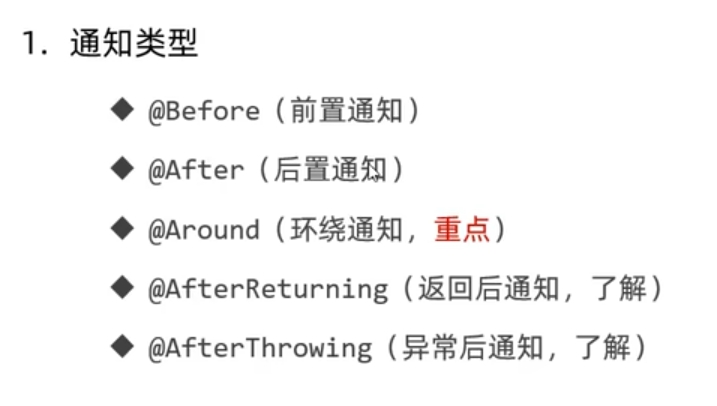 1. 通知类型
◆ @Before（前置通知）
◆ @After（后置通知）
◆ @Around（环绕通知，重点）
◆ @AfterReturning（返回后通知，了解）
◆ @AfterThrowing（异常后通知，了解）